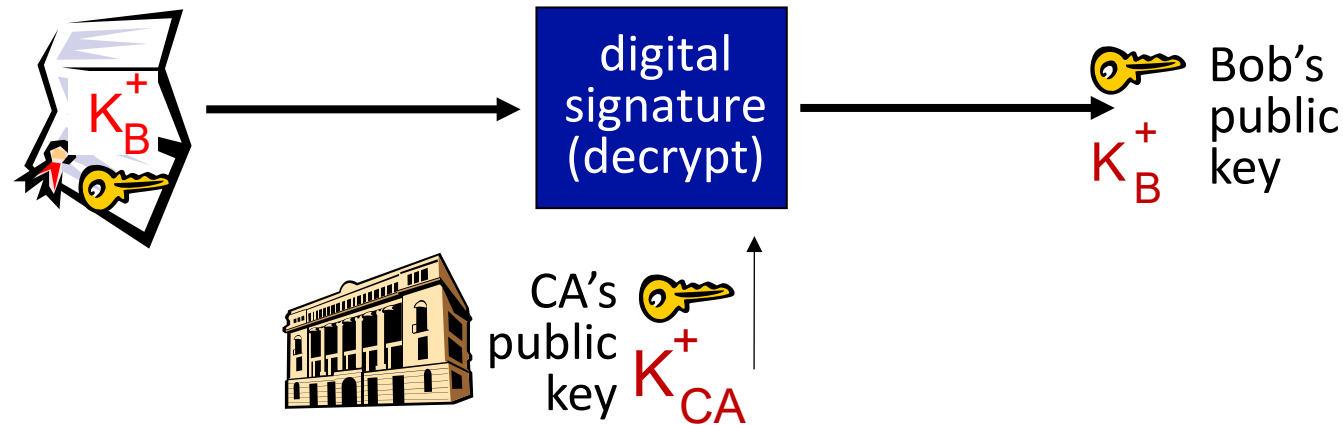 K+B
digital
signature
(decrypt)
Bob’s
public
key
K+B
CA’s
public
key
K+CA